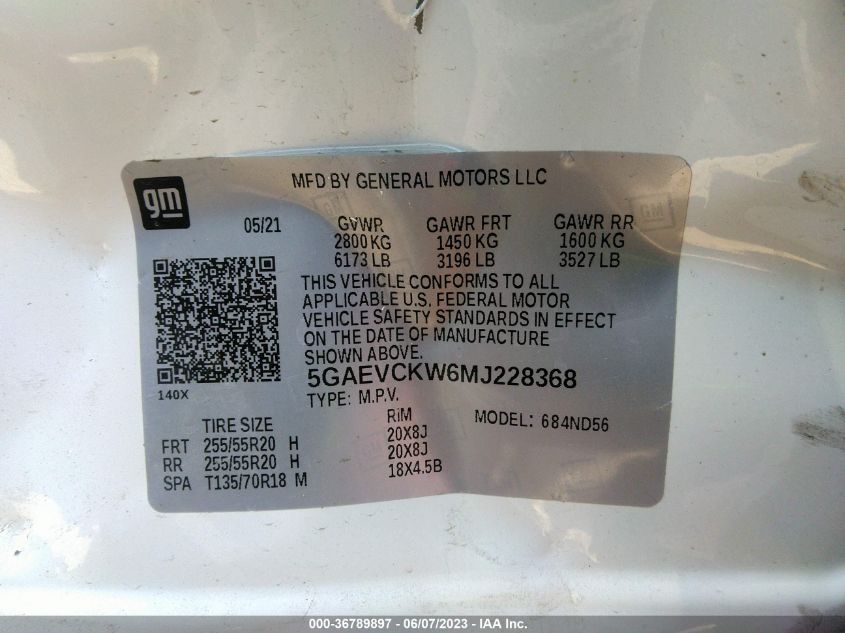 gm
MFD BY GENERAL MOTORS LLC
05/21 GVWR GAWR FRT GAWR RR
2800 KG 1450 KG 1600 KG
6173 LB 3196 LB 3527 LB
THIS VEHICLE CONFORMS TO ALL
APPLICABLE U.S. FEDERAL MOTOR
VEHICLE SAFETY STANDARDS IN EFFECT
ON THE DATE OF MANUFACTURE
SHOWN ABOVE.
140X
5GAEVCKW6MJ228368
TYPE: M.P.V.
TIRE SIZE RiM MODEL: 684ND56
FRT 255/55R20 H 20X8J
RR 255/55R20 H 20X8J
SPA T135/70R18 M 18X4.5B
000-36789897 - 06/07/2023 - IAA Inc.